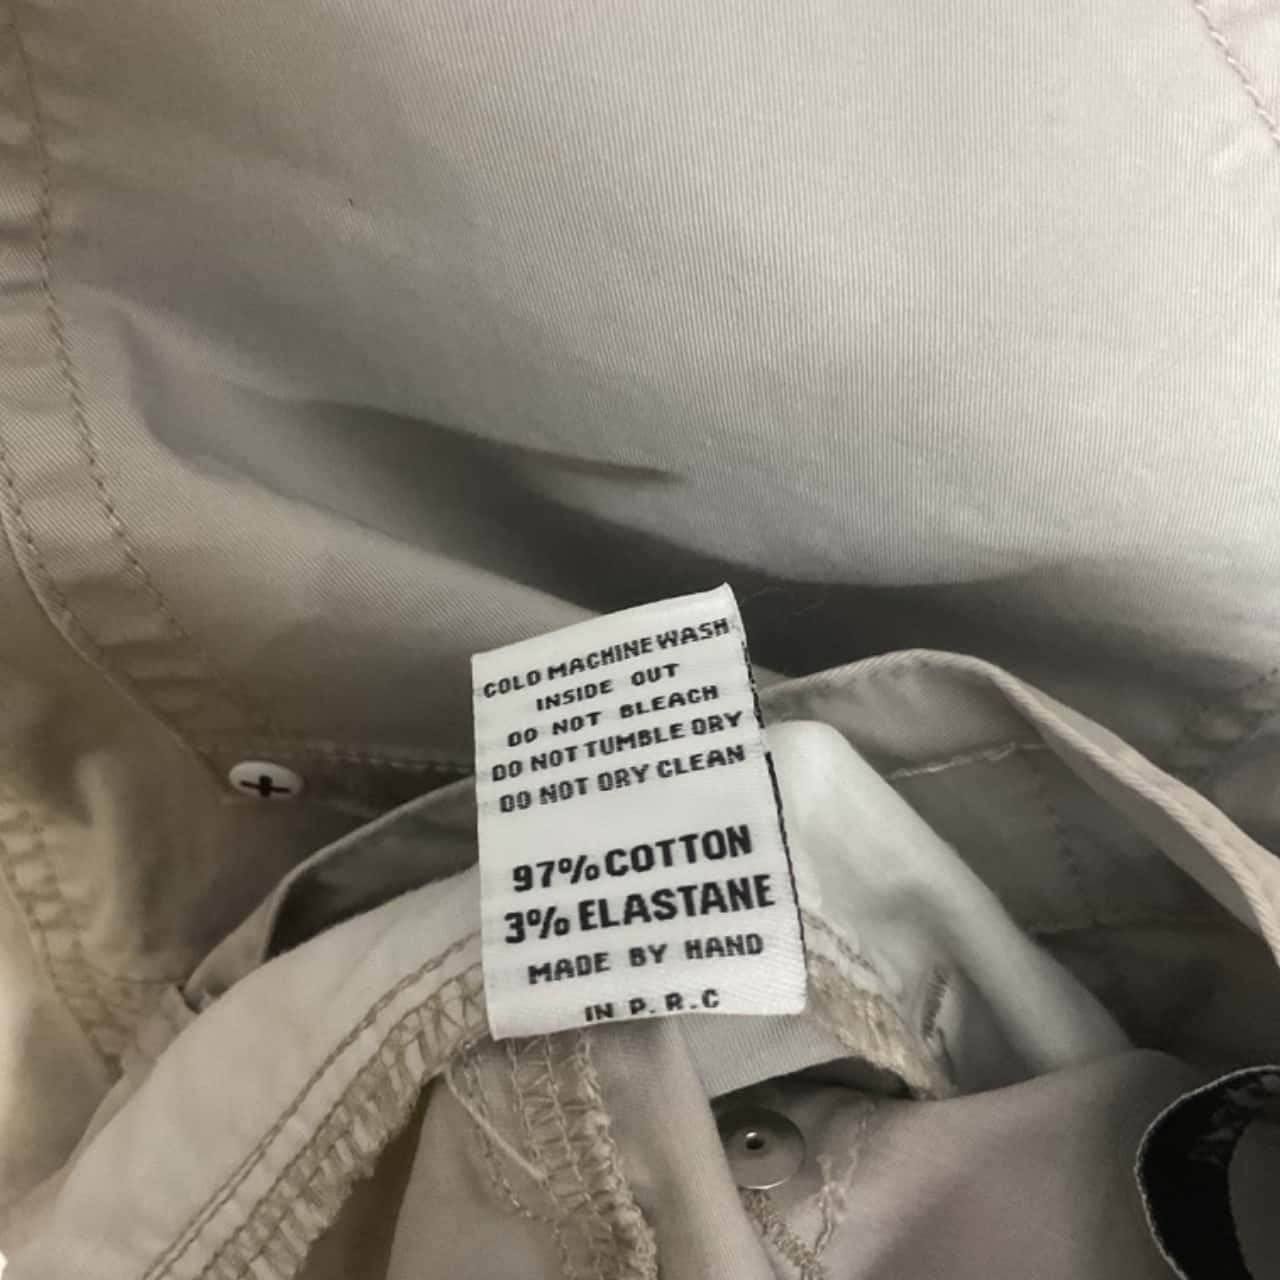 COLD MACHINE WASH
INSIDE OUT
DO NOT BLEACH
DO NOT TUMBLE DRY
DO NOT DRY CLEAN
97% COTTON
3% ELASTANE
MADE BY HAND
IN P.R.C